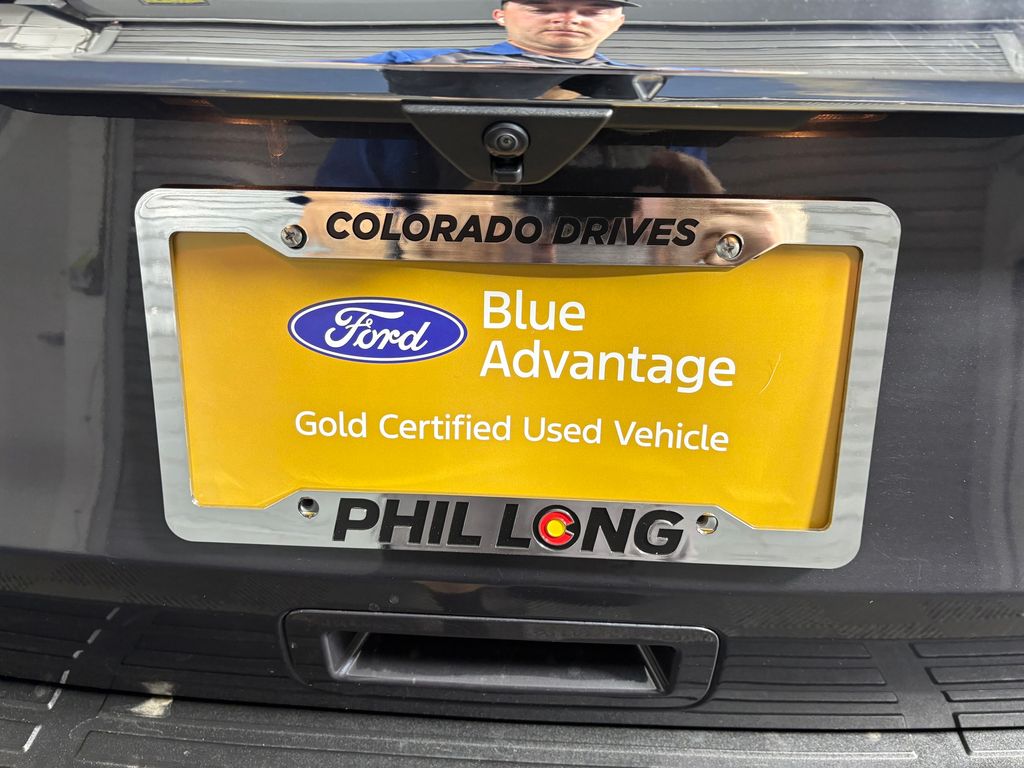 COLORADO DRIVES
Ford
Blue
Advantage
Gold Certified Used Vehicle
PHIL LONG